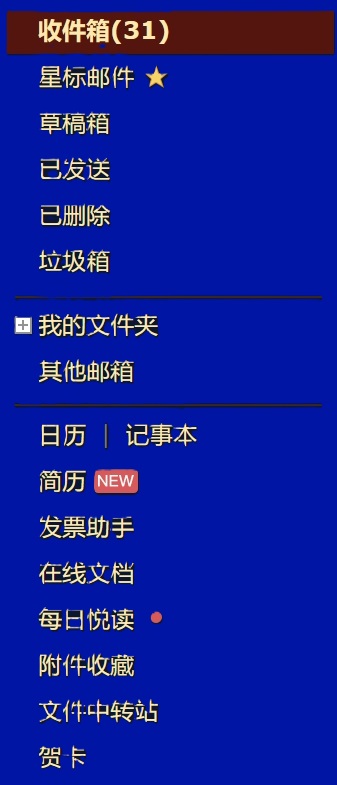 收件箱(31)
星标邮件
草稿箱
已发送
已删除
垃圾箱
我的文件夹
其他邮箱
日历 | 记事本
简历 NEW
发票助手
在线文档
每日悦读
附件收藏
文件中转站
贺卡